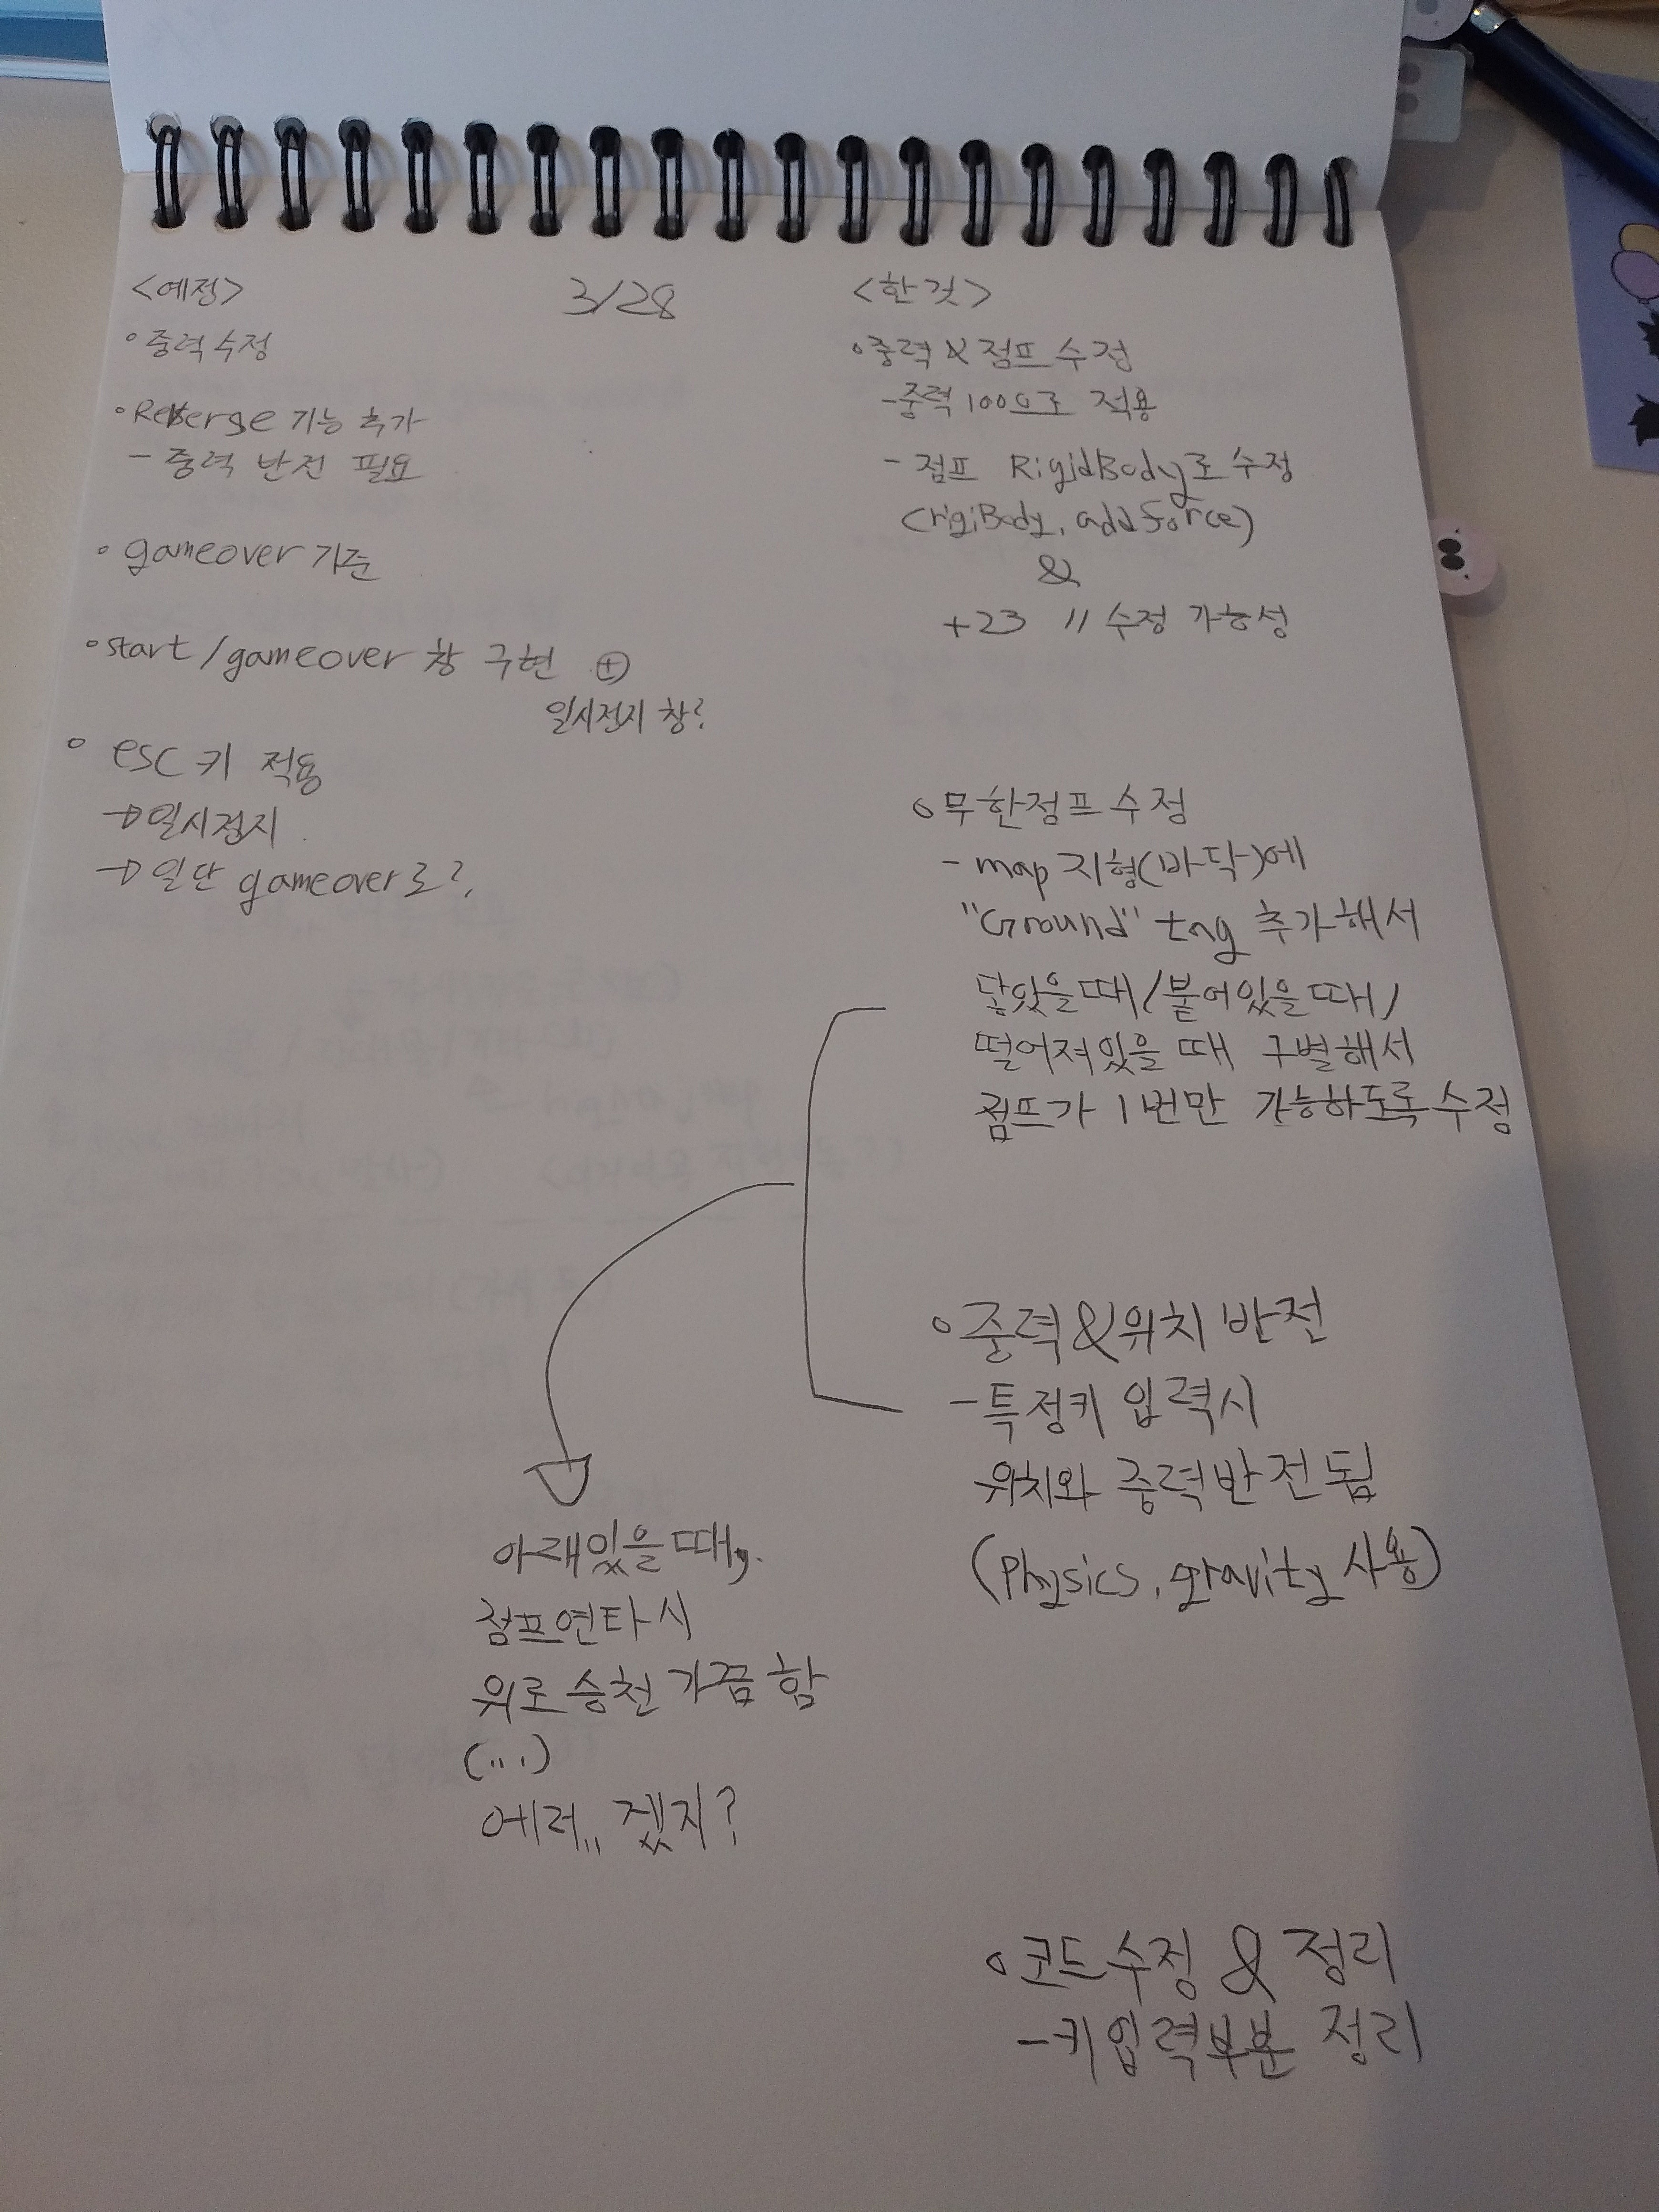 3/28
<예정>
◦중력수정
◦Reverse 기능 추가
- 중력 반전 필요
◦gameover 기준
◦start/gameover 창 구현 ⊕
일시정지 창?
◦ esc 키 적용
→일시정지
→일단 gameover로?
<한것>
◦중력 & 점프 수정
-중력 100으로 적용
- 점프 RigidBody로 수정
(rigiBody.addforce)
&
+23 // 수정 가능성
◦무한점프 수정
- map 지형(바닥)에
"Ground" tag 추가해서
닿았을때/붙어있을때/
떨어져있을 때 구별해서
점프가 1번만 가능하도록 수정
◦중력&위치 반전
-특정키 입력시
위치와 중력반전됨
(Physics.gravity 사용)
아래있을때,
점프연타시
위로 승천 가끔 함
(...)
에러.. 겠지?
◦코드수정 & 정리
-키입력부분 정리